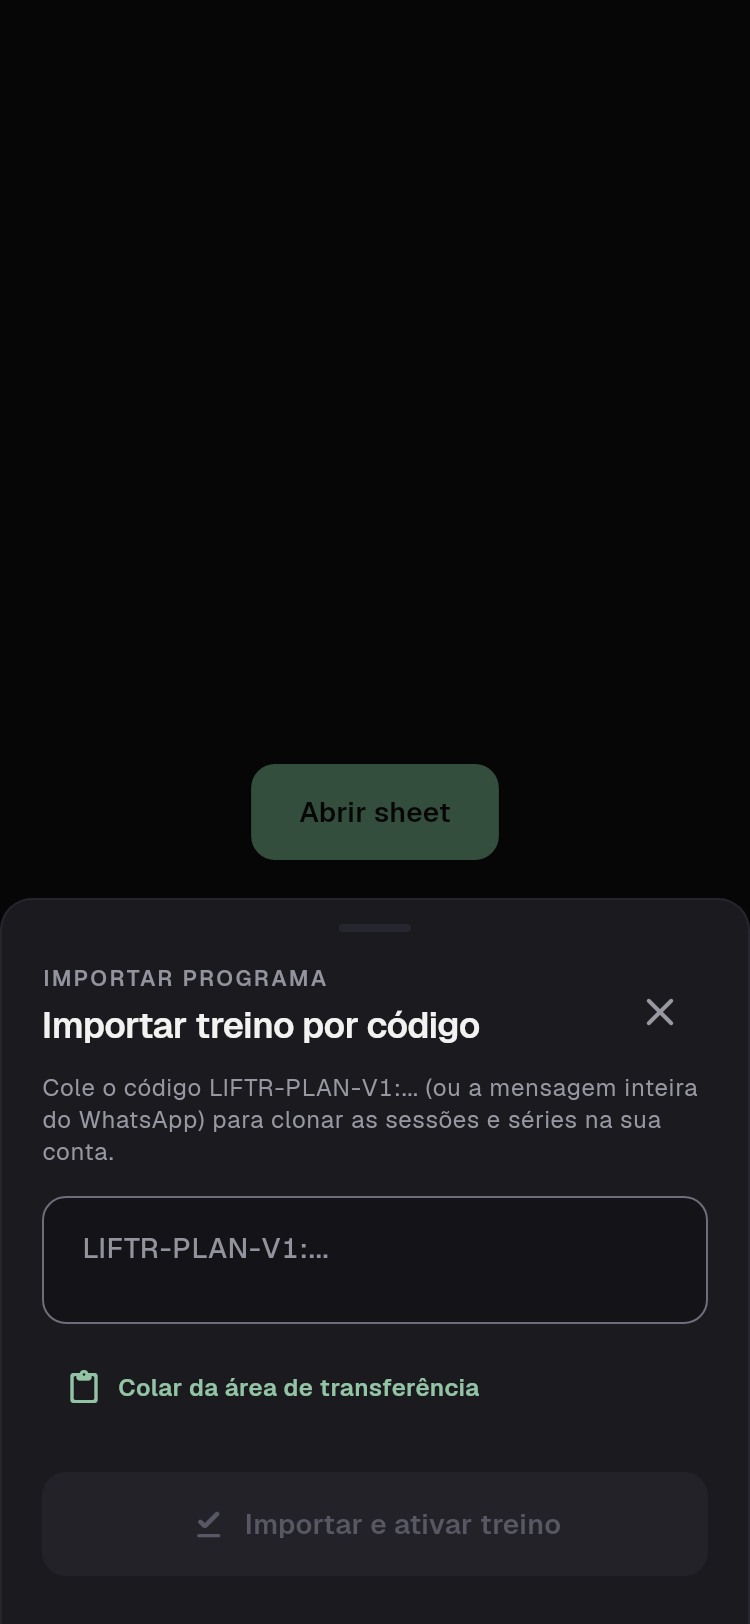 Abrir sheet
IMPORTAR PROGRAMA
Importar treino por código
Cole o código LIFTR-PLAN-V1:... (ou a mensagem inteira
do WhatsApp) para clonar as sessões e séries na sua
conta.
LIFTR-PLAN-V1:...
Colar da área de transferência
Importar e ativar treino